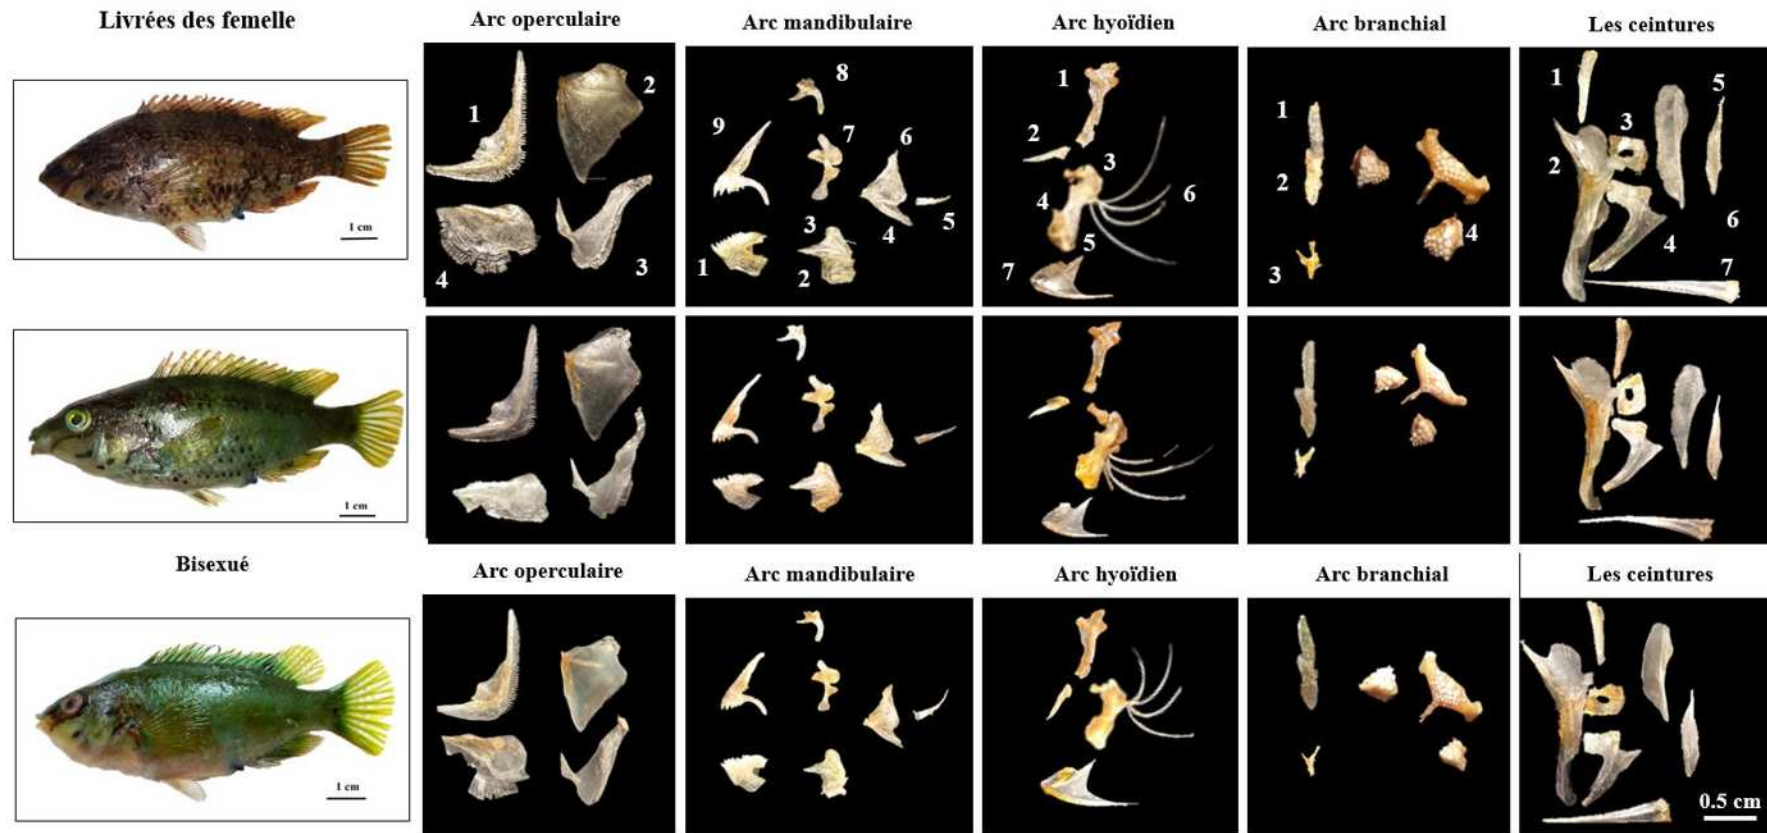 Livrées des femelle
Arc operculaire
Arc mandibulaire
Arc hyoïdien
Arc branchial
Les ceintures
1 cm
1
2
3
4
8
9
7
6
5
3
4
1
2
1
2
3
4
6
5
7
1
2
3
4
1
5
3
2
6
4
7
1 cm
Bisexué
Arc operculaire
Arc mandibulaire
Arc hyoïdien
Arc branchial
Les ceintures
1 cm
0.5 cm